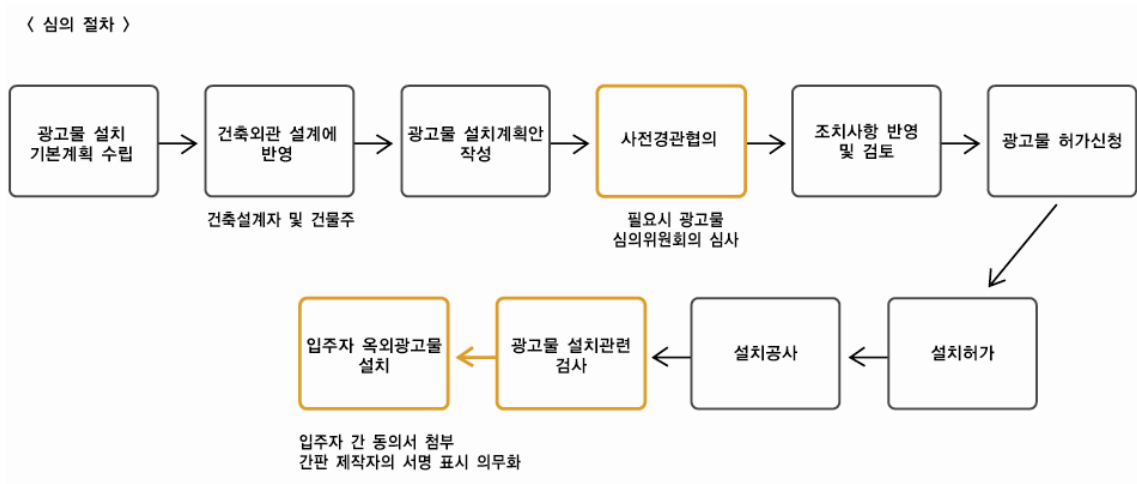 < 심의 절차 >
광고물 설치
기본계획 수립
건축외관 설계에
반영
광고물 설치계획안
작성
사전경관협의
조치사항 반영
및 검토
광고물 허가신청
건축설계자 및 건물주
필요시 광고물
심의위원회의 심사
설치허가
설치공사
광고물 설치관련
검사
입주자 옥외광고물
설치
입주자 간 동의서 첨부
간판 제작자의 서명 표시 의무화